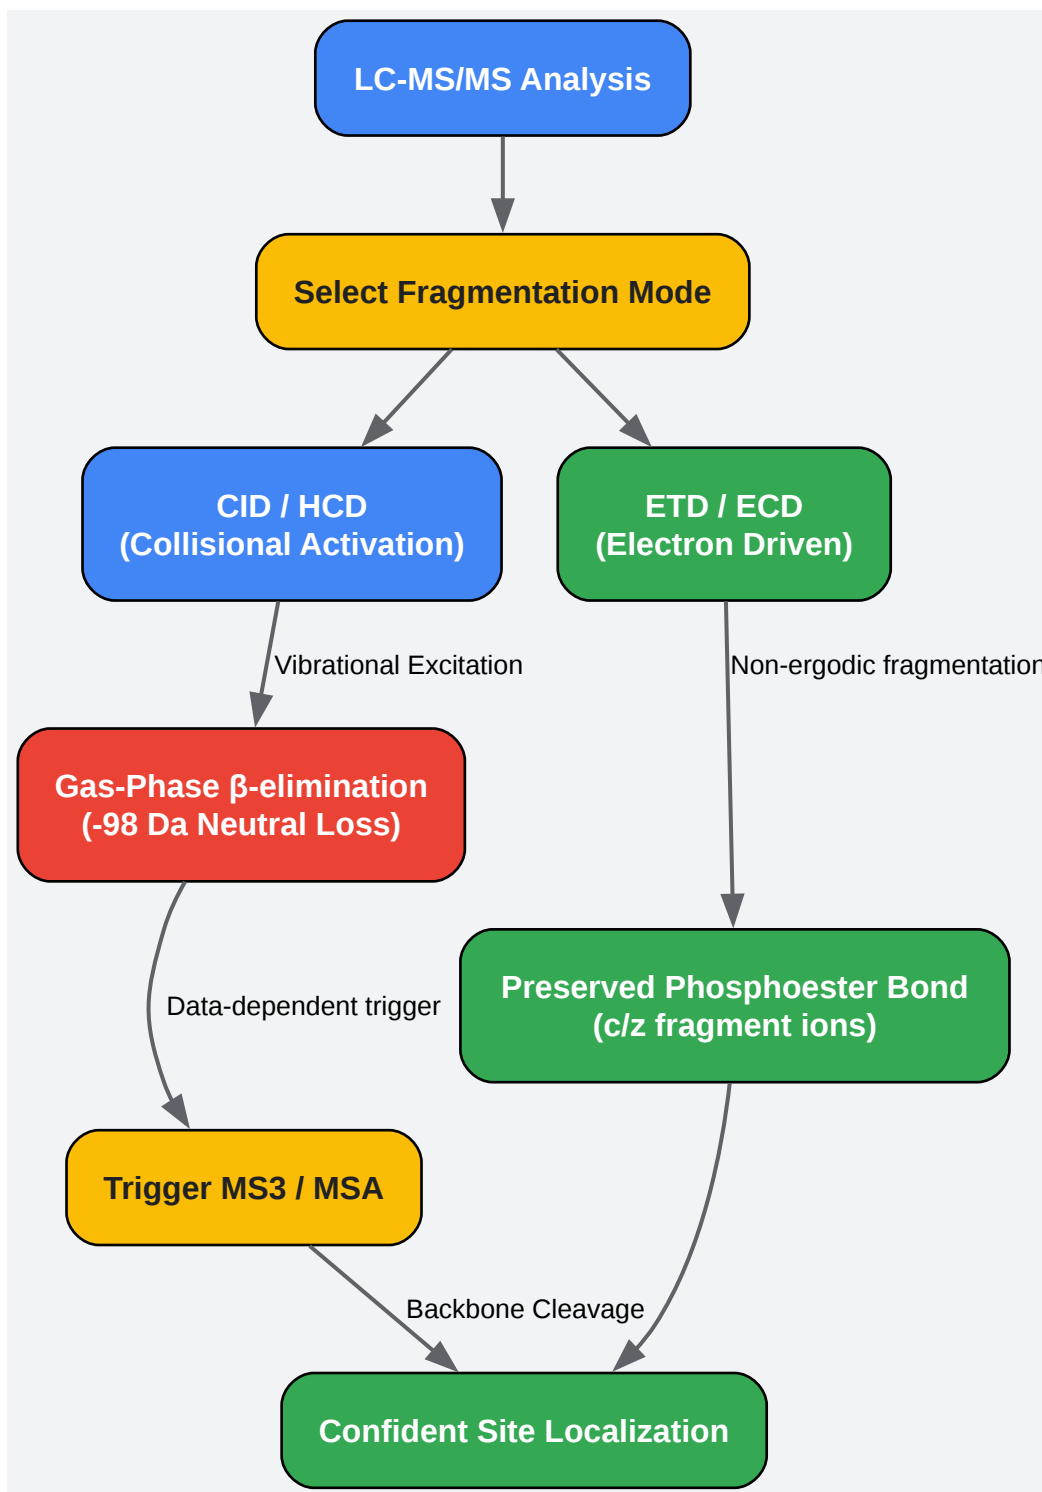 LC-MS/MS Analysis
Select Fragmentation Mode
CID / HCD
(Collisional Activation)
ETD / ECD
(Electron Driven)
Vibrational Excitation
Non-ergodic fragmentation
Gas-Phase β-elimination
(-98 Da Neutral Loss)
Preserved Phosphoester Bond
(c/z fragment ions)
Data-dependent trigger
Trigger MS3 / MSA
Backbone Cleavage
Confident Site Localization